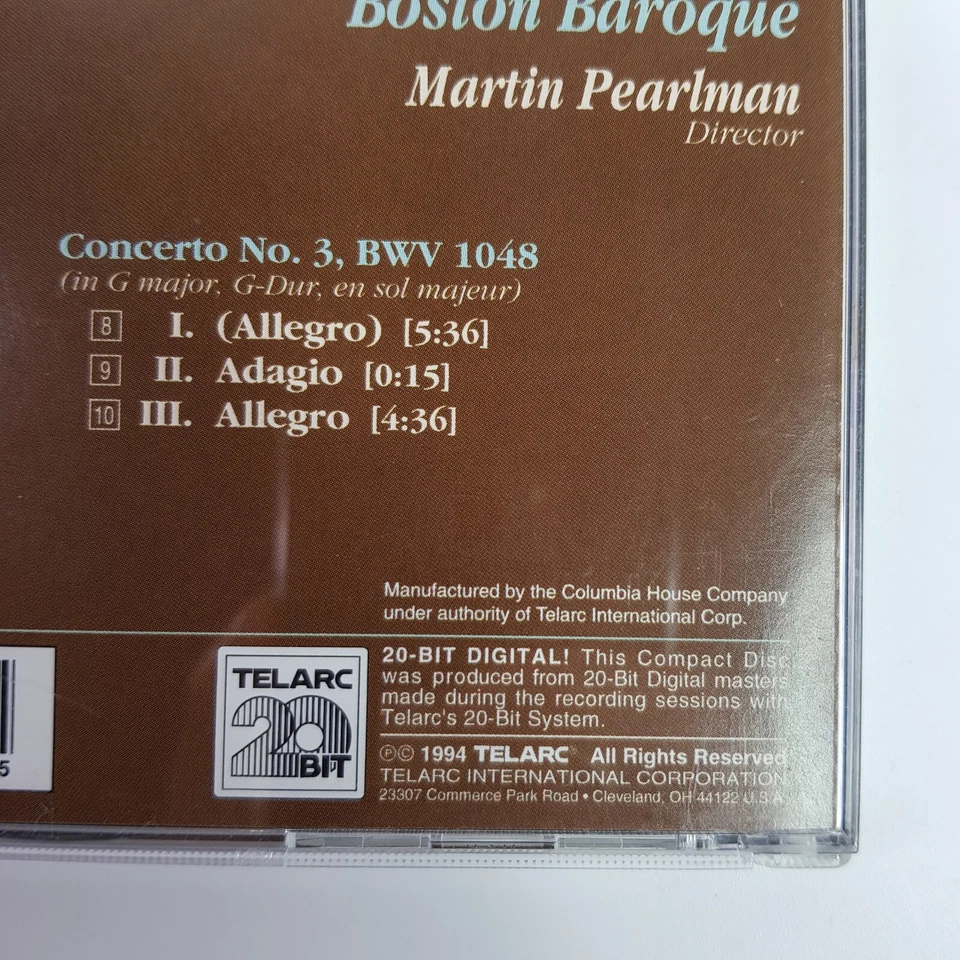 Boston Baroque
Martin Pearlman
Director
Concerto No. 3, BWV 1048
(in G major, G-Dur, en sol majeur)
8 I. (Allegro) [5:36]
9 II. Adagio [0:15]
10 III. Allegro [4:36]
Manufactured by the Columbia House Company
under authority of Telarc International Corp.
5
TELARC
20
BIT
20-BIT DIGITAL! This Compact Disc
was produced from 20-Bit Digital masters
made during the recording sessions with
Telarc's 20-Bit System.
℗© 1994 TELARC® All Rights Reserved
TELARC INTERNATIONAL CORPORATION
23307 Commerce Park Road • Cleveland, OH 44122 U.S.A.